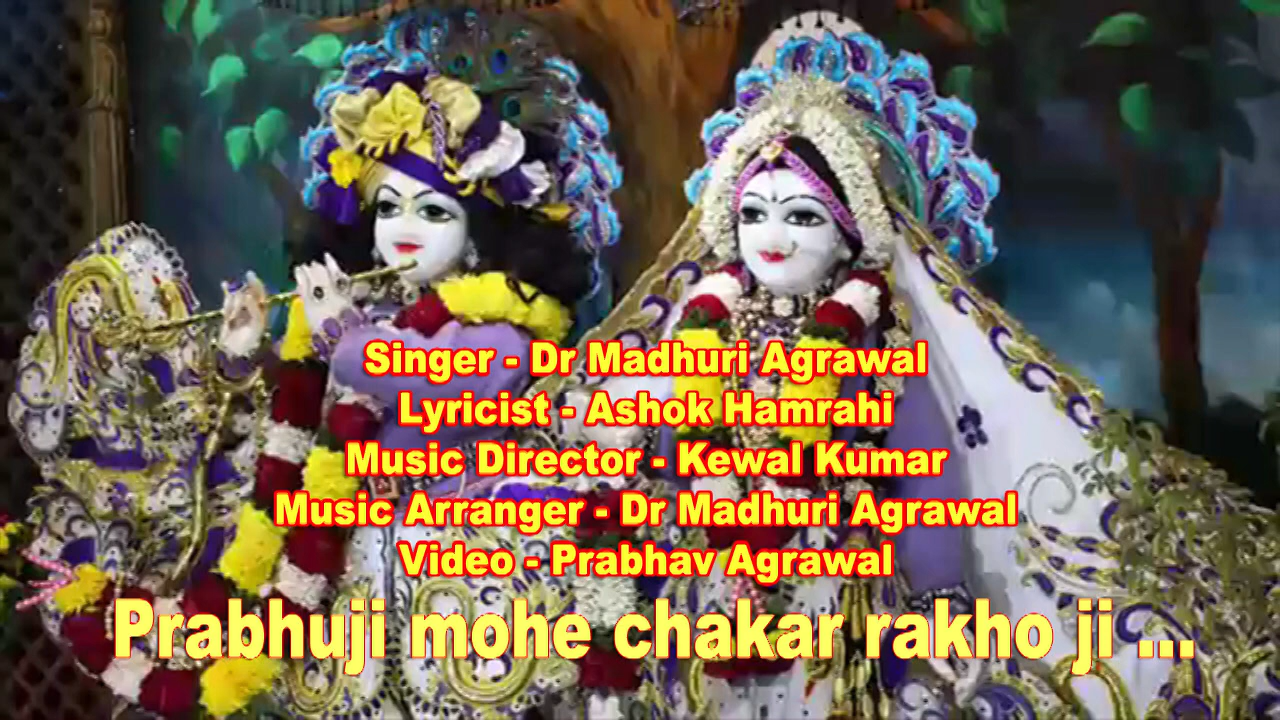 Singer - Dr Madhuri Agrawal
Lyricist - Ashok Hamrahi
Music Director - Kewal Kumar
Music Arranger - Dr Madhuri Agrawal
Video - Prabhav Agrawal
Prabhuji mohe chakar rakho ji ...